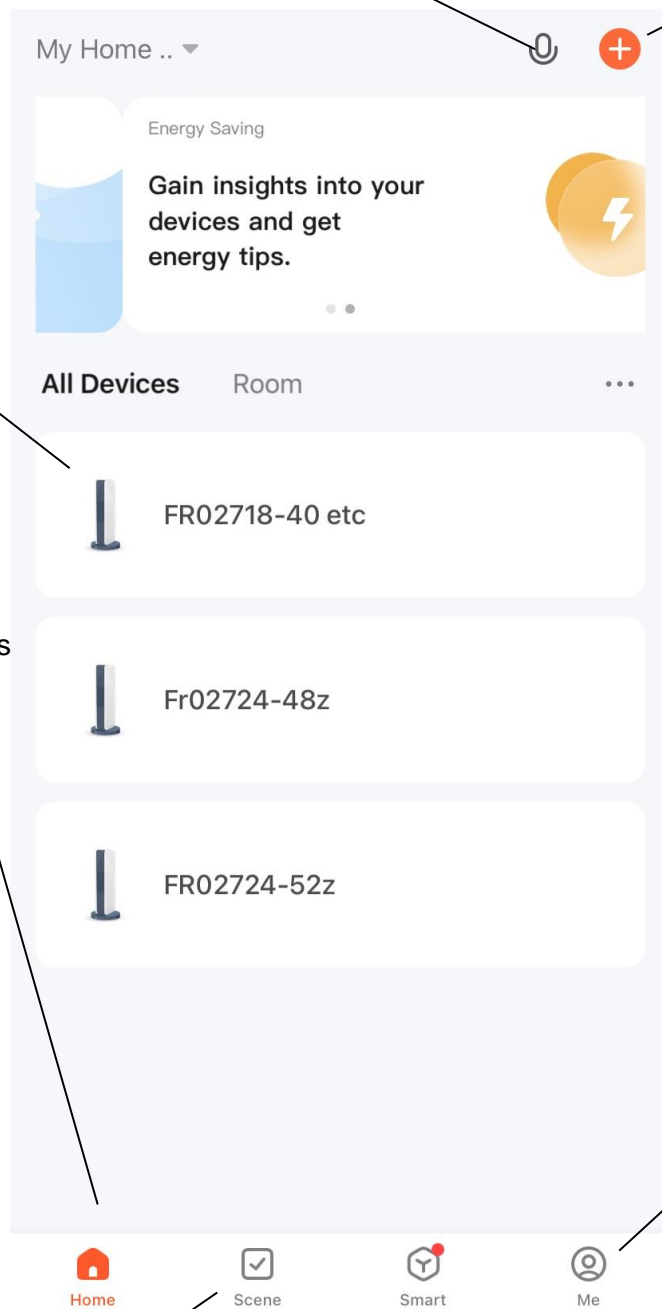 My Home ..
Energy Saving
Gain insights into your
devices and get
energy tips.
All Devices Room
FR02718-40 etc
s
Fr02724-48z
FR02724-52z
Home Scene Smart Me